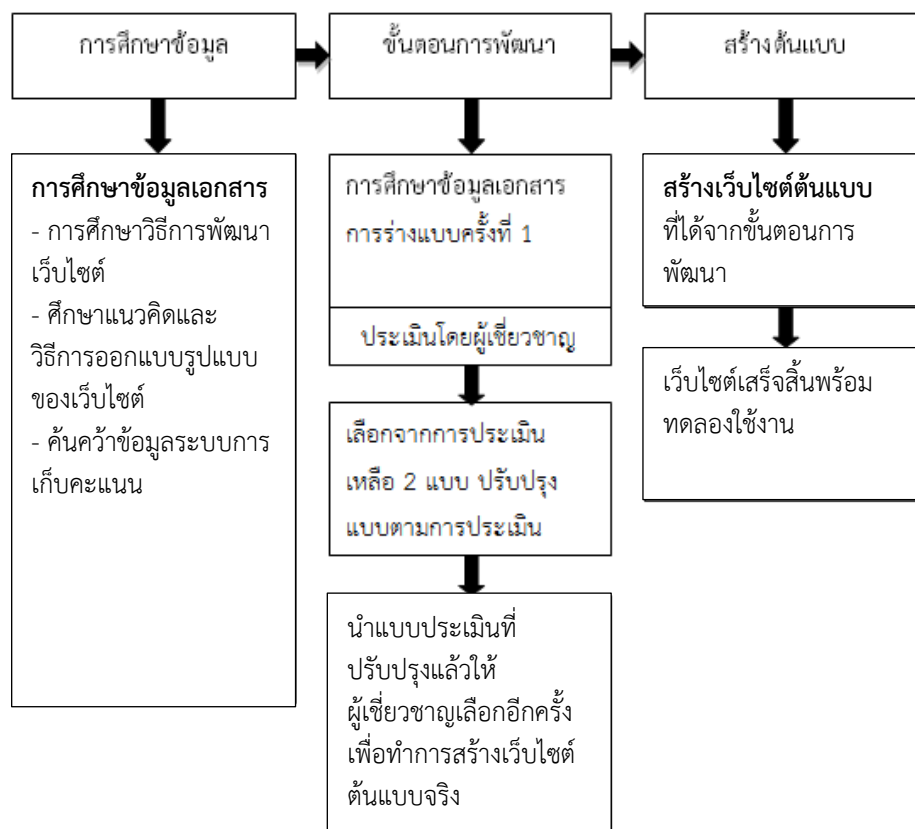 การศึกษาข้อมูล
ขั้นตอนการพัฒนา
สร้างต้นแบบ
การศึกษาข้อมูลเอกสาร
- การศึกษาวิธีการพัฒนา
เว็บไซต์
- ศึกษาแนวคิดและ
วิธีการออกแบบรูปแบบ
ของเว็บไซต์
- ค้นคว้าข้อมูลระบบการ
เก็บคะแนน
การศึกษาข้อมูลเอกสาร
การร่างแบบครั้งที่ 1
ประเมินโดยผู้เชี่ยวชาญ
เลือกจากการประเมิน
เหลือ 2 แบบ ปรับปรุง
แบบตามการประเมิน
นำแบบประเมินที่
ปรับปรุงแล้วให้
ผู้เชี่ยวชาญเลือกอีกครั้ง
เพื่อทำการสร้างเว็บไซต์
ต้นแบบจริง
สร้างเว็บไซต์ต้นแบบ
ที่ได้จากขั้นตอนการ
พัฒนา
เว็บไซต์เสร็จสิ้นพร้อม
ทดลองใช้งาน